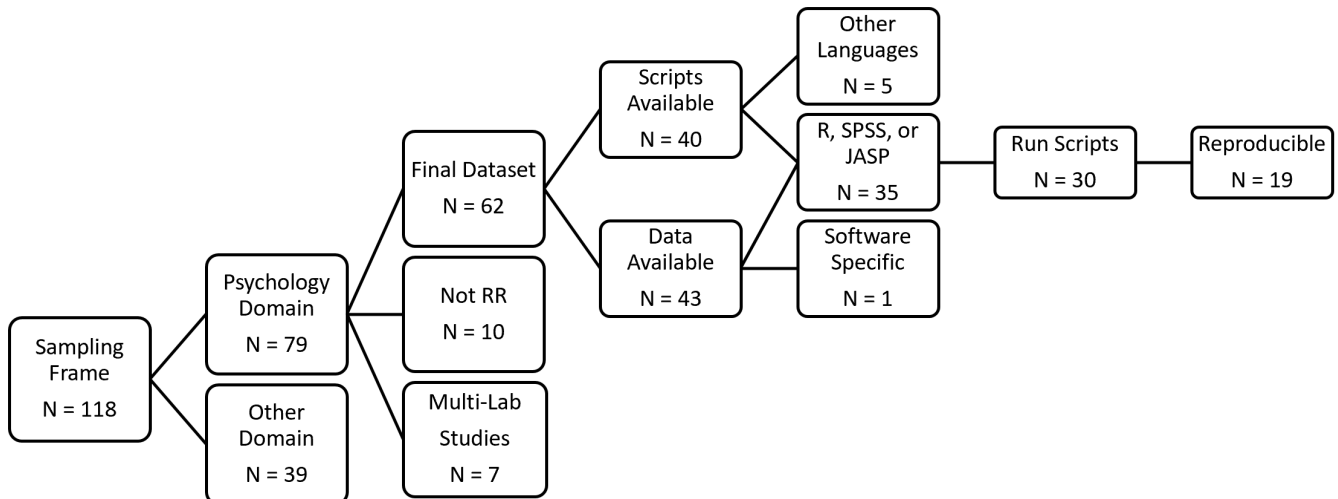 Sampling
Frame
N = 118
Psychology
Domain
N = 79
Other
Domain
N = 39
Final Dataset
N = 62
Not RR
N = 10
Multi-Lab
Studies
N = 7
Scripts
Available
N = 40
Data
Available
N = 43
Other
Languages
N = 5
R, SPSS, or
JASP
N = 35
Software
Specific
N = 1
Run Scripts
N = 30
Reproducible
N = 19